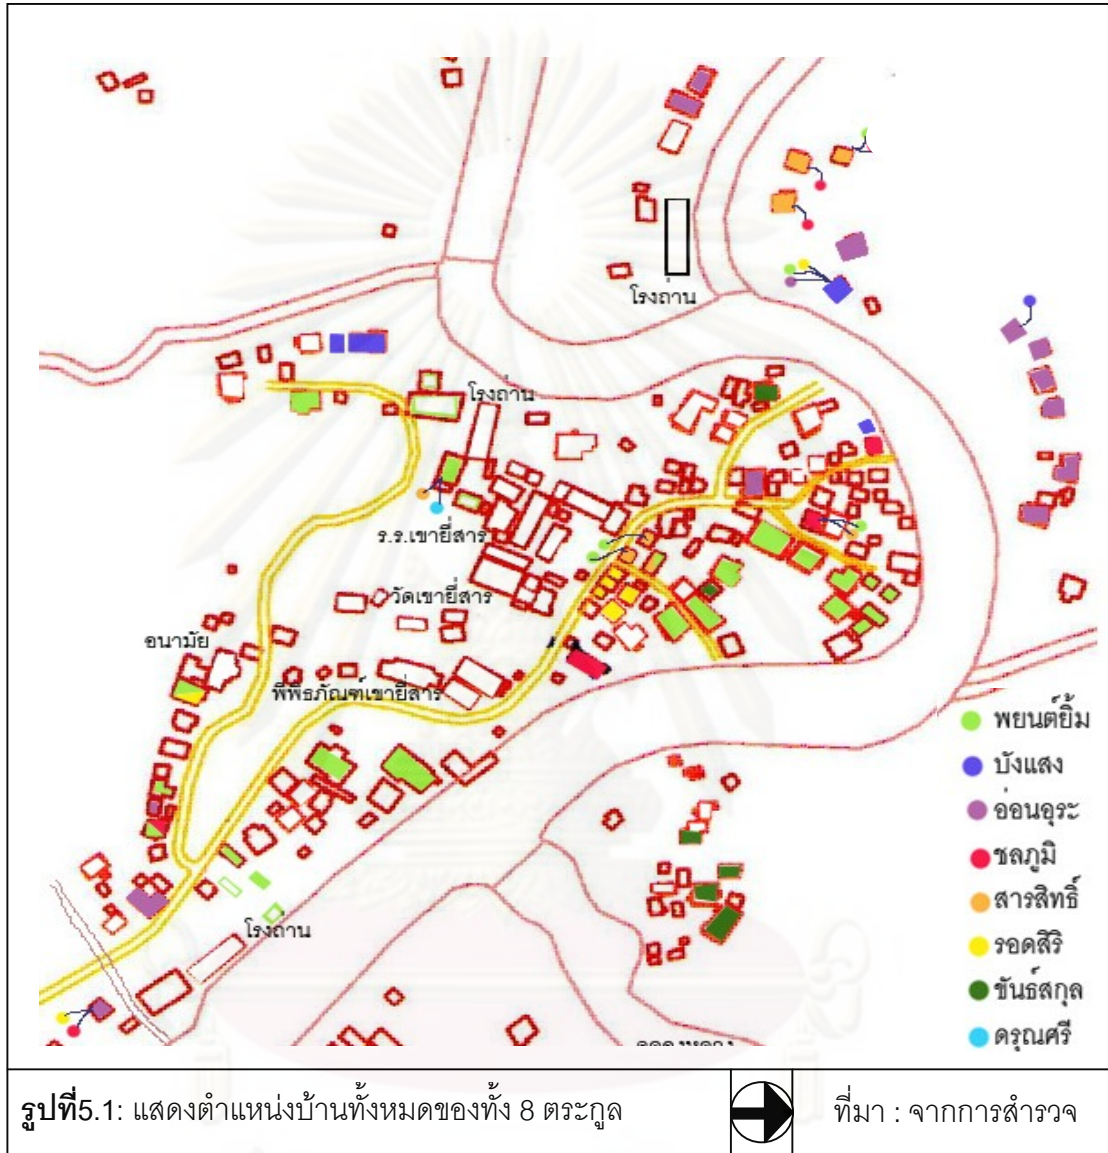 โรงถ่าน
โรงถ่าน
ร.ร.เขายี่สาร
วัดเขายี่สาร
อนามัย
พิพิธภัณฑ์เขายี่สาร
โรงถ่าน
พยนต์ยิ้ม
บังแสง
อ่อนอุระ
ชลภูมิ
สารสิทธิ์
รอดสิริ
ขันธ์สกุล
ดรุณศรี
รูปที่5.1: แสดงตำแหน่งบ้านทั้งหมดของทั้ง 8 ตระกูล
ที่มา : จากการสำรวจ